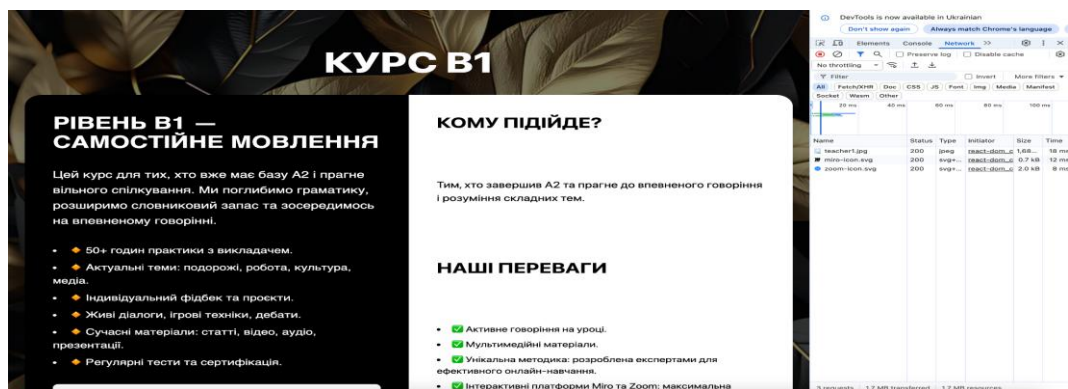 КУРС B1
РІВЕНЬ B1 —
САМОСТІЙНЕ МОВЛЕННЯ
Цей курс для тих, хто вже має базу A2 і прагне
вільного спілкування. Ми поглибимо граматику,
розширимо словниковий запас та зосередимось
на впевненому говорінні.
• 🔸 50+ годин практики з викладачем.
• 🔸 Актуальні теми: подорожі, робота, культура,
медіа.
• 🔸 Індивідуальний фідбек та проєкти.
• 🔸 Живі діалоги, ігрові техніки, дебати.
• 🔸 Сучасні матеріали: статті, відео, аудіо,
презентації.
• 🔸 Регулярні тести та сертифікація.
КОМУ ПІДІЙДЕ?
Тим, хто завершив A2 та прагне до впевненого говоріння
і розуміння складних тем.
НАШІ ПЕРЕВАГИ
• ✅ Активне говоріння на уроці.
• ✅ Мультимедійні матеріали.
• ✅ Унікальна методика: розроблена експертами для
ефективного онлайн-навчання.
• ✅ Інтерактивні платформи Miro та Zoom: максимальна
DevTools is now available in Ukrainian
Don't show again Always match Chrome's language
Elements Console Network
Preserve log Disable cache
No throttling
Filter Invert More filters
All Fetch/XHR Doc CSS JS Font Img Media Manifest
Socket Wasm Other
20 ms 40 ms 60 ms 80 ms 100 ms
Name Status Type Initiator Size Time
teacher1.jpg 200 jpeg react-dom_c 1,68... 18 ms
miro-icon.svg 200 svg+... react-dom_c 0.7 kB 12 ms
zoom-icon.svg 200 svg+... react-dom_c 2.0 kB 9 ms
3 requests 1.7 MB transferred 1.7 MB resources